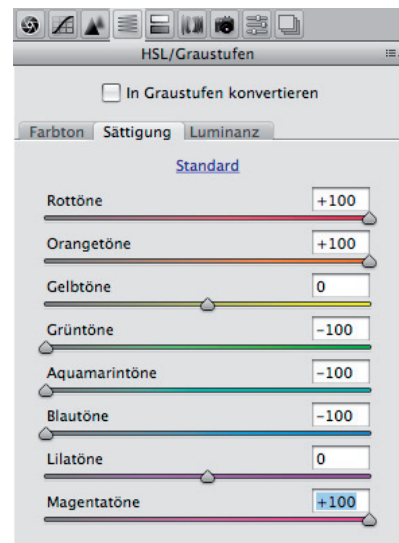 HSL/Graustufen
In Graustufen konvertieren
Farbton Sättigung Luminanz
Standard
Rottöne +100
Orangetöne +100
Gelbtöne 0
Grüntöne -100
Aquamarintöne -100
Blautöne -100
Lilatöne 0
Magentatöne +100